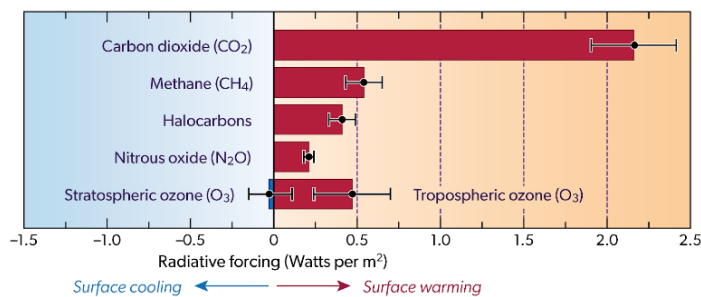 Carbon dioxide (CO2)
Methane (CH4)
Halocarbons
Nitrous oxide (N2O)
Stratospheric ozone (O3) Tropospheric ozone (O3)
–1.5 –1.0 –0.5 0 0.5 1.0 1.5 2.0 2.5
Radiative forcing (Watts per m²)
Surface cooling Surface warming